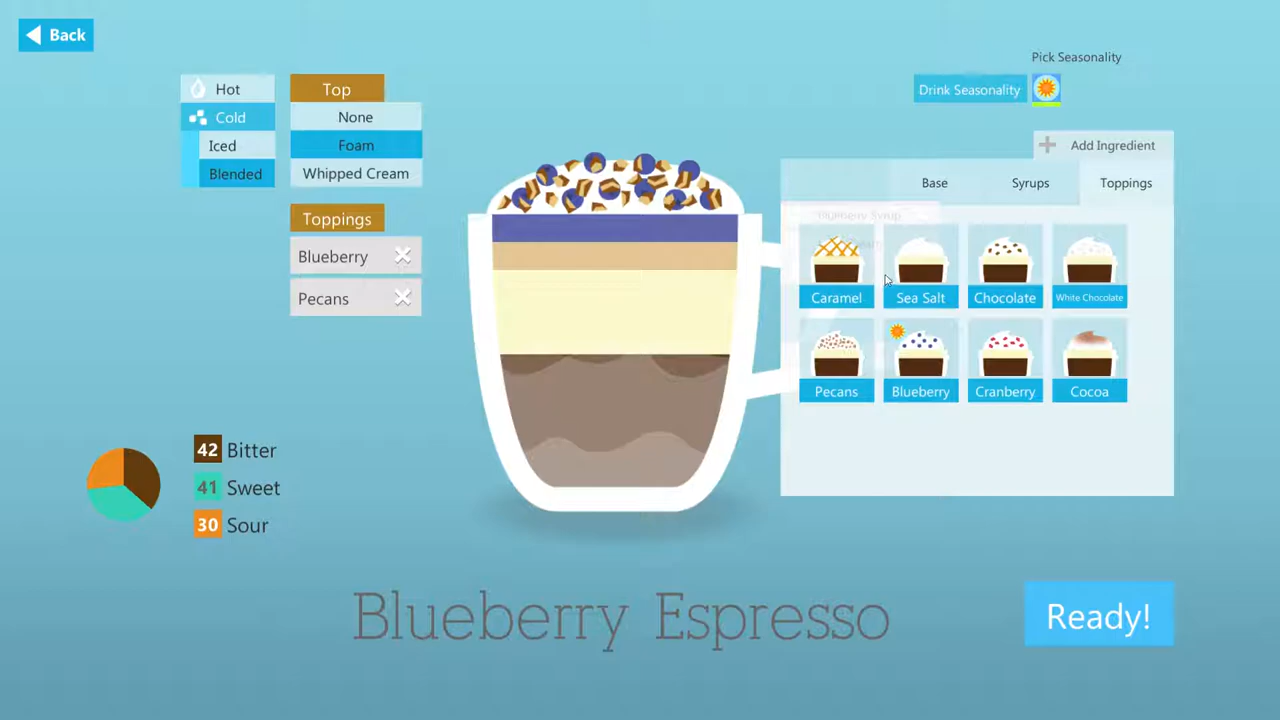 Back
Pick Seasonality
Drink Seasonality
Hot
Cold
Iced
Blended
Top
None
Foam
Whipped Cream
Toppings
Blueberry
Pecans
Add Ingredient
Base Syrups Toppings
Blueberry Syrup
Caramel Sea Salt Chocolate White Chocolate
Pecans Blueberry Cranberry Cocoa
42 Bitter
41 Sweet
30 Sour
Blueberry Espresso
Ready!